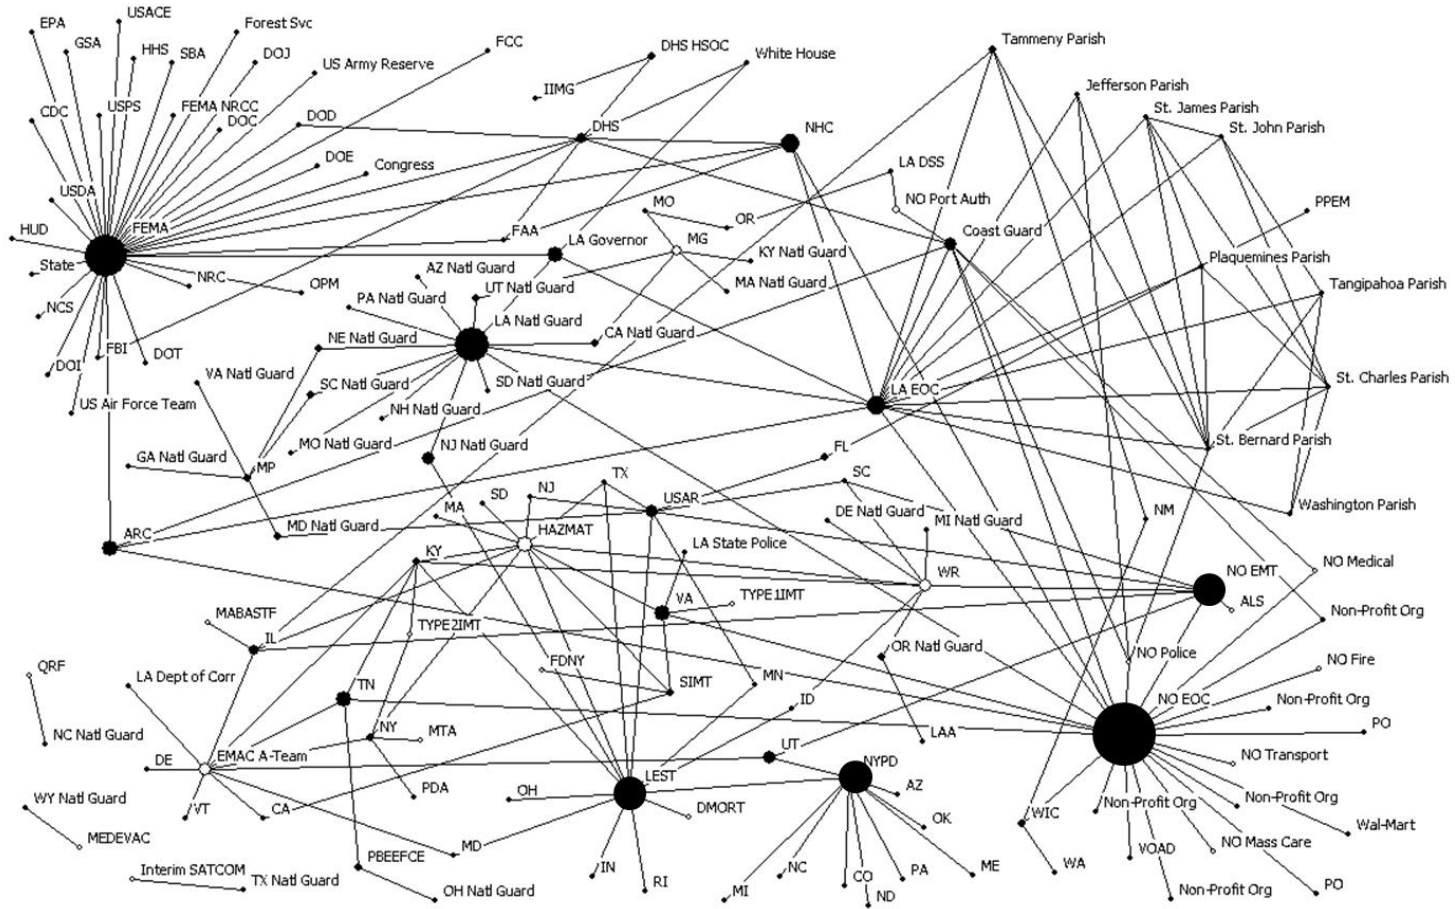 EPA
USACE
Forest Svc
GSA
HHS
SBA
DOJ
US Army Reserve
FCC
DHS HSOC
White House
IIMG
Tammeny Parish
Jefferson Parish
St. James Parish
St. John Parish
CDC
USPS
FEMA NRCC
DOC
DOD
DHS
NHC
DOE
Congress
LA DSS
NO Port Auth
USDA
MO
OR
PPEM
HUD
FEMA
FAA
LA Governor
MG
KY Natl Guard
Coast Guard
Plaquemines Parish
State
NRC
OPM
AZ Natl Guard
UT Natl Guard
MA Natl Guard
Tangipahoa Parish
NCS
PA Natl Guard
LA Natl Guard
CA Natl Guard
NE Natl Guard
DOI
FBI
DOT
VA Natl Guard
SC Natl Guard
SD Natl Guard
LA EOC
St. Charles Parish
US Air Force Team
NH Natl Guard
MO Natl Guard
NJ Natl Guard
St. Bernard Parish
GA Natl Guard
MP
FL
SC
TX
SD
NJ
USAR
MA
DE Natl Guard
MI Natl Guard
NM
Washington Parish
ARC
MD Natl Guard
HAZMAT
LA State Police
KY
WR
NO EMT
NO Medical
ALS
VA
TYPE1IMT
MABASTF
IL
TYPE2IMT
Non-Profit Org
OR Natl Guard
NO Police
NO Fire
QRF
LA Dept of Corr
TN
FDNY
SIMT
MN
ID
NO EOC
Non-Profit Org
PO
NC Natl Guard
NY
MTA
LAA
DE
EMAC A-Team
UT
NO Transport
LEST
NYPD
WY Natl Guard
VT
CA
PDA
OH
DMORT
AZ
OK
WIC
Non-Profit Org
Non-Profit Org
Wal-Mart
MEDEVAC
MD
NO Mass Care
PBEEFCE
VOAD
Interim SATCOM
TX Natl Guard
OH Natl Guard
IN
RI
MI
NC
CO
ND
PA
ME
WA
Non-Profit Org
PO